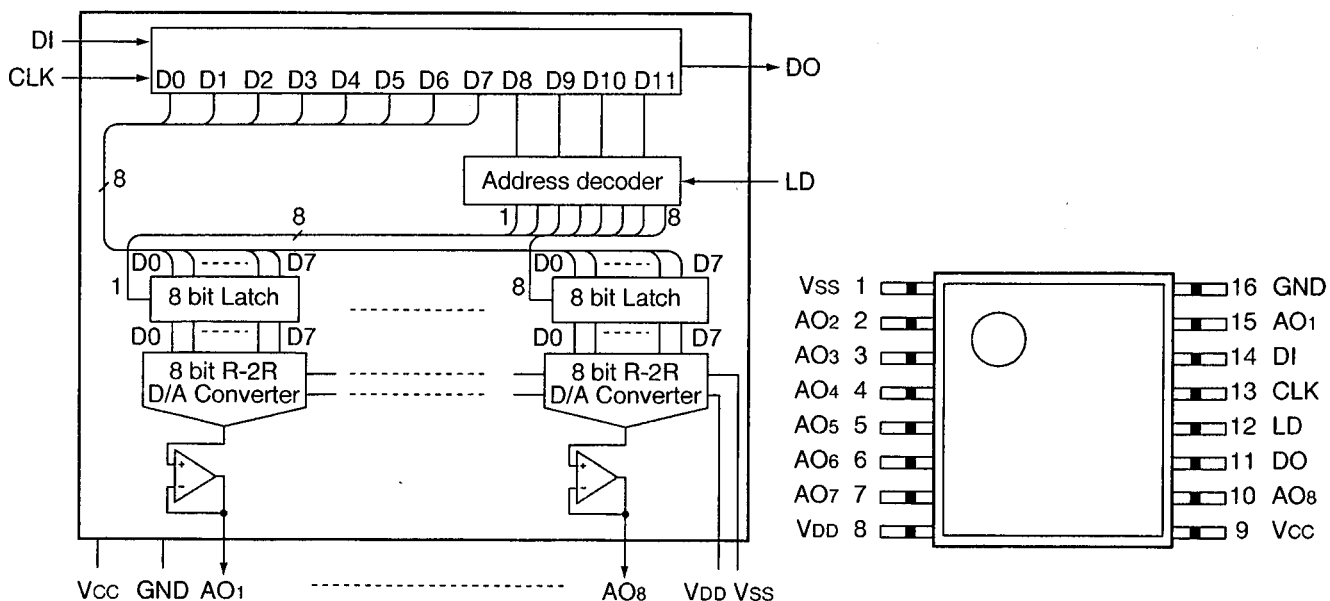 DI
CLK
D0 D1 D2 D3 D4 D5 D6 D7 D8 D9 D10 D11
DO
8
Address decoder
LD
1 8
8
D0 D7
D0 D7
1
8 bit Latch
8
8 bit Latch
D0 D7
D0 D7
8 bit R-2R
D/A Converter
8 bit R-2R
D/A Converter
+
-
+
-
VCC GND AO1 AO8 VDD VSS
VSS 1
AO2 2
AO3 3
AO4 4
AO5 5
AO6 6
AO7 7
VDD 8
16 GND
15 AO1
14 DI
13 CLK
12 LD
11 DO
10 AO8
9 VCC